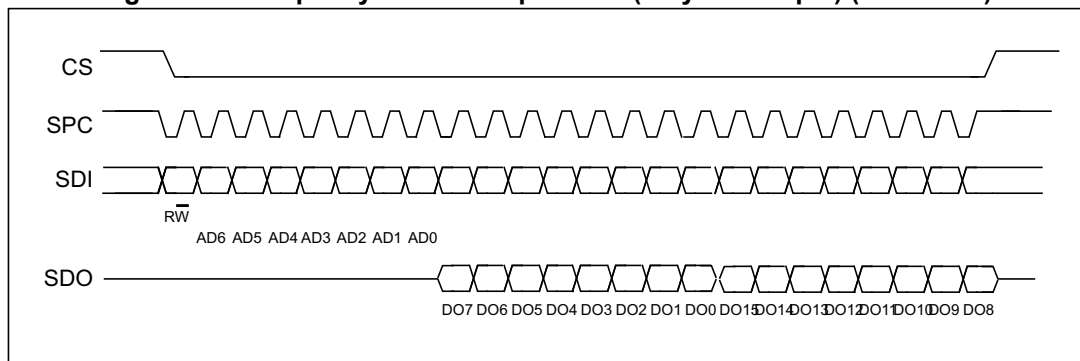 CS
SPC
SDI
RW
AD6 AD5 AD4 AD3 AD2 AD1 AD0
SDO
DO7 DO6 DO5 DO4 DO3 DO2 DO1 DO0 DO15 DO14 DO13 DO12 DO11 DO10 DO9 DO8